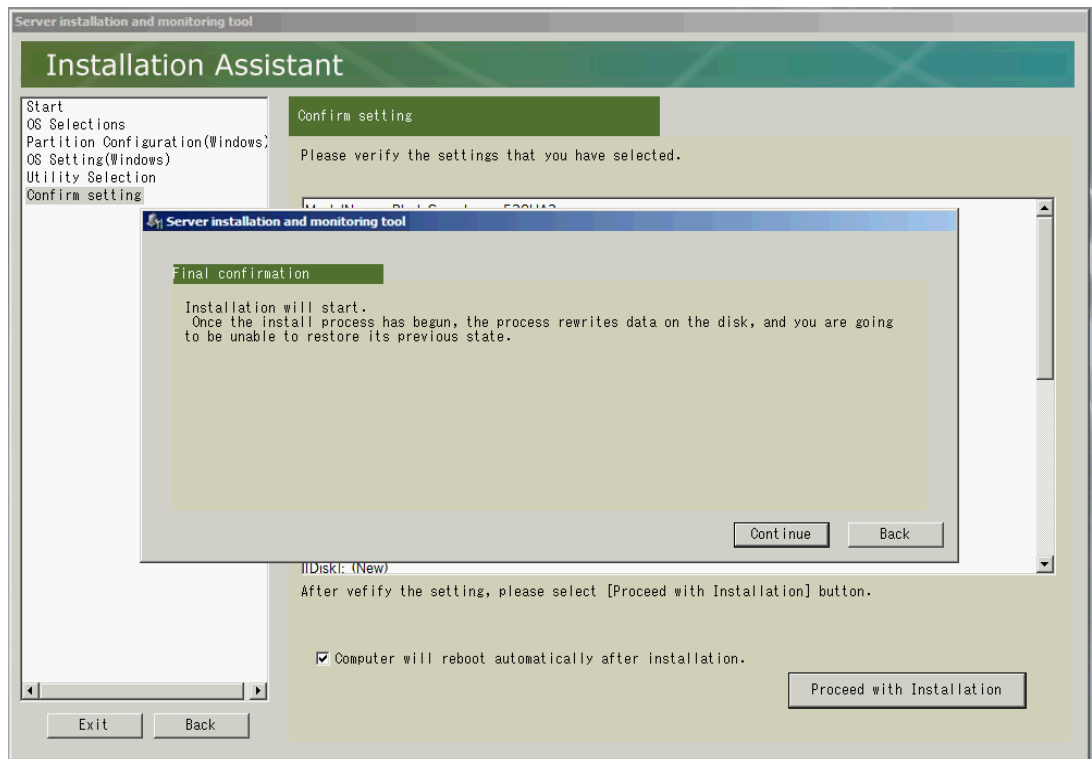 Server installation and monitoring tool
Installation Assistant
Start
OS Selections
Partition Configuration(Windows)
OS Setting(Windows)
Utility Selection
Confirm setting
Confirm setting
Please verify the settings that you have selected.
Server installation and monitoring tool
Final confirmation
Installation will start.
Once the install process has begun, the process rewrites data on the disk, and you are going
to be unable to restore its previous state.
Continue
Back
[Disk]: (New)
After vefify the setting, please select [Proceed with Installation] button.
Computer will reboot automatically after installation.
Proceed with Installation
Exit
Back